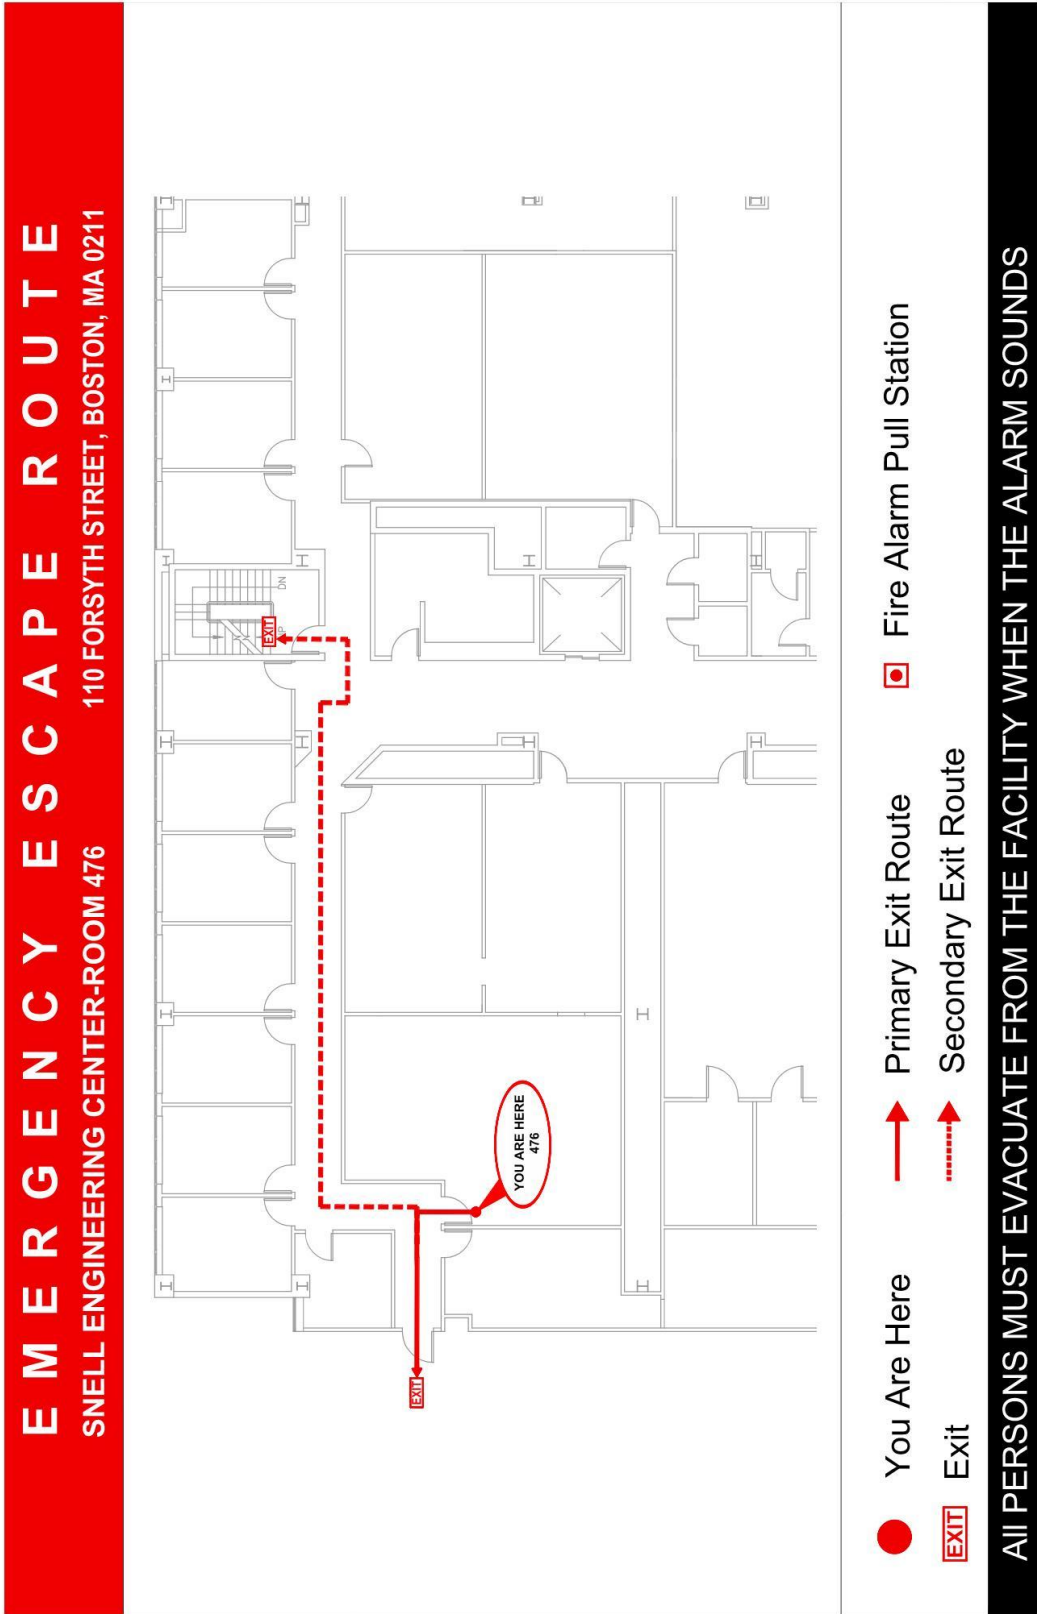 EMERGENCY ESCAPE ROUTE
SNELL ENGINEERING CENTER-ROOM 476
110 FORSYTH STREET, BOSTON, MA 0211
EXIT
DN
EXIT
YOU ARE HERE
476
You Are Here
Primary Exit Route
Fire Alarm Pull Station
EXIT
Exit
Secondary Exit Route
All PERSONS MUST EVACUATE FROM THE FACILITY WHEN THE ALARM SOUNDS